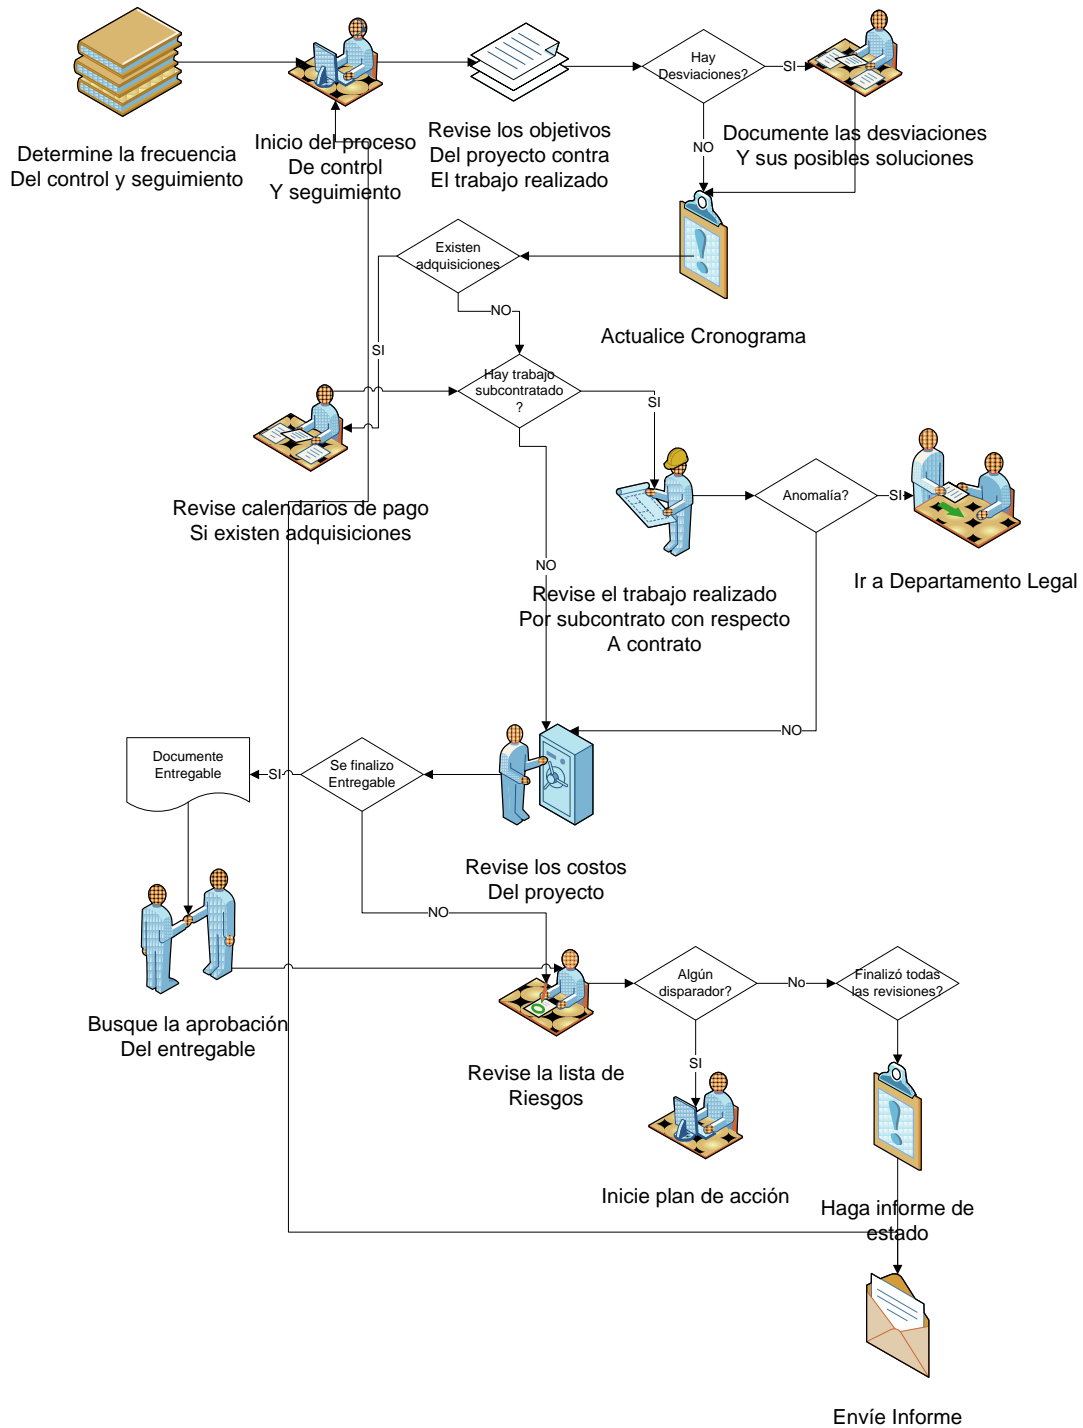 Hay
Desviaciones?
SI
Determine la frecuencia
Del control y seguimiento
Inicio del proceso
De control
Y seguimiento
Revise los objetivos
Del proyecto contra
El trabajo realizado
NO
Documente las desviaciones
Y sus posibles soluciones
Existen
adquisiciones
NO
Actualice Cronograma
SI
Hay trabajo
subcontratado
?
SI
Revise calendarios de pago
Si existen adquisiciones
Anomalía?
SI
NO
Revise el trabajo realizado
Por subcontrato con respecto
A contrato
Ir a Departamento Legal
NO
Documente
Entregable
SI
Se finalizo
Entregable
Revise los costos
Del proyecto
NO
Busque la aprobación
Del entregable
Algún
disparador?
No
Finalizó todas
las revisiones?
Revise la lista de
Riesgos
SI
Inicie plan de acción
Haga informe de
estado
Envíe Informe